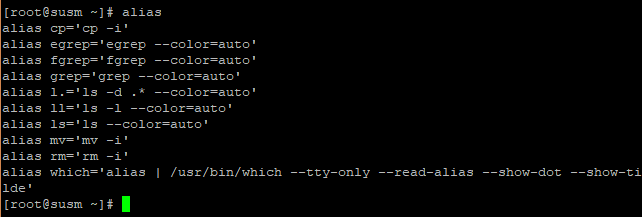 [root@susm ~]# alias
alias cp='cp -i'
alias egrep='egrep --color=auto'
alias fgrep='fgrep --color=auto'
alias grep='grep --color=auto'
alias l.='ls -d .* --color=auto'
alias ll='ls -l --color=auto'
alias ls='ls --color=auto'
alias mv='mv -i'
alias rm='rm -i'
alias which='alias | /usr/bin/which --tty-only --read-alias --show-dot --show-ti
lde'
[root@susm ~]#